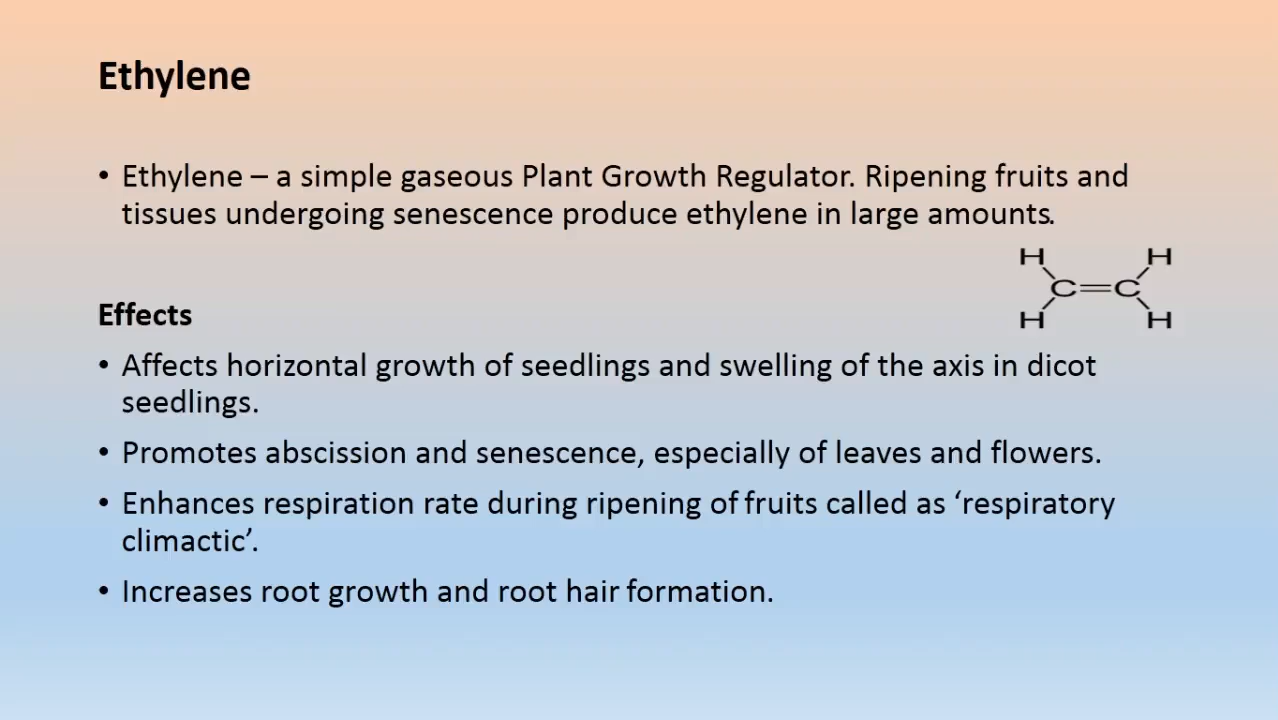 Ethylene
• Ethylene – a simple gaseous Plant Growth Regulator. Ripening fruits and
tissues undergoing senescence produce ethylene in large amounts.
H H
C=C
H H
Effects
• Affects horizontal growth of seedlings and swelling of the axis in dicot
seedlings.
• Promotes abscission and senescence, especially of leaves and flowers.
• Enhances respiration rate during ripening of fruits called as ‘respiratory
climactic’.
• Increases root growth and root hair formation.